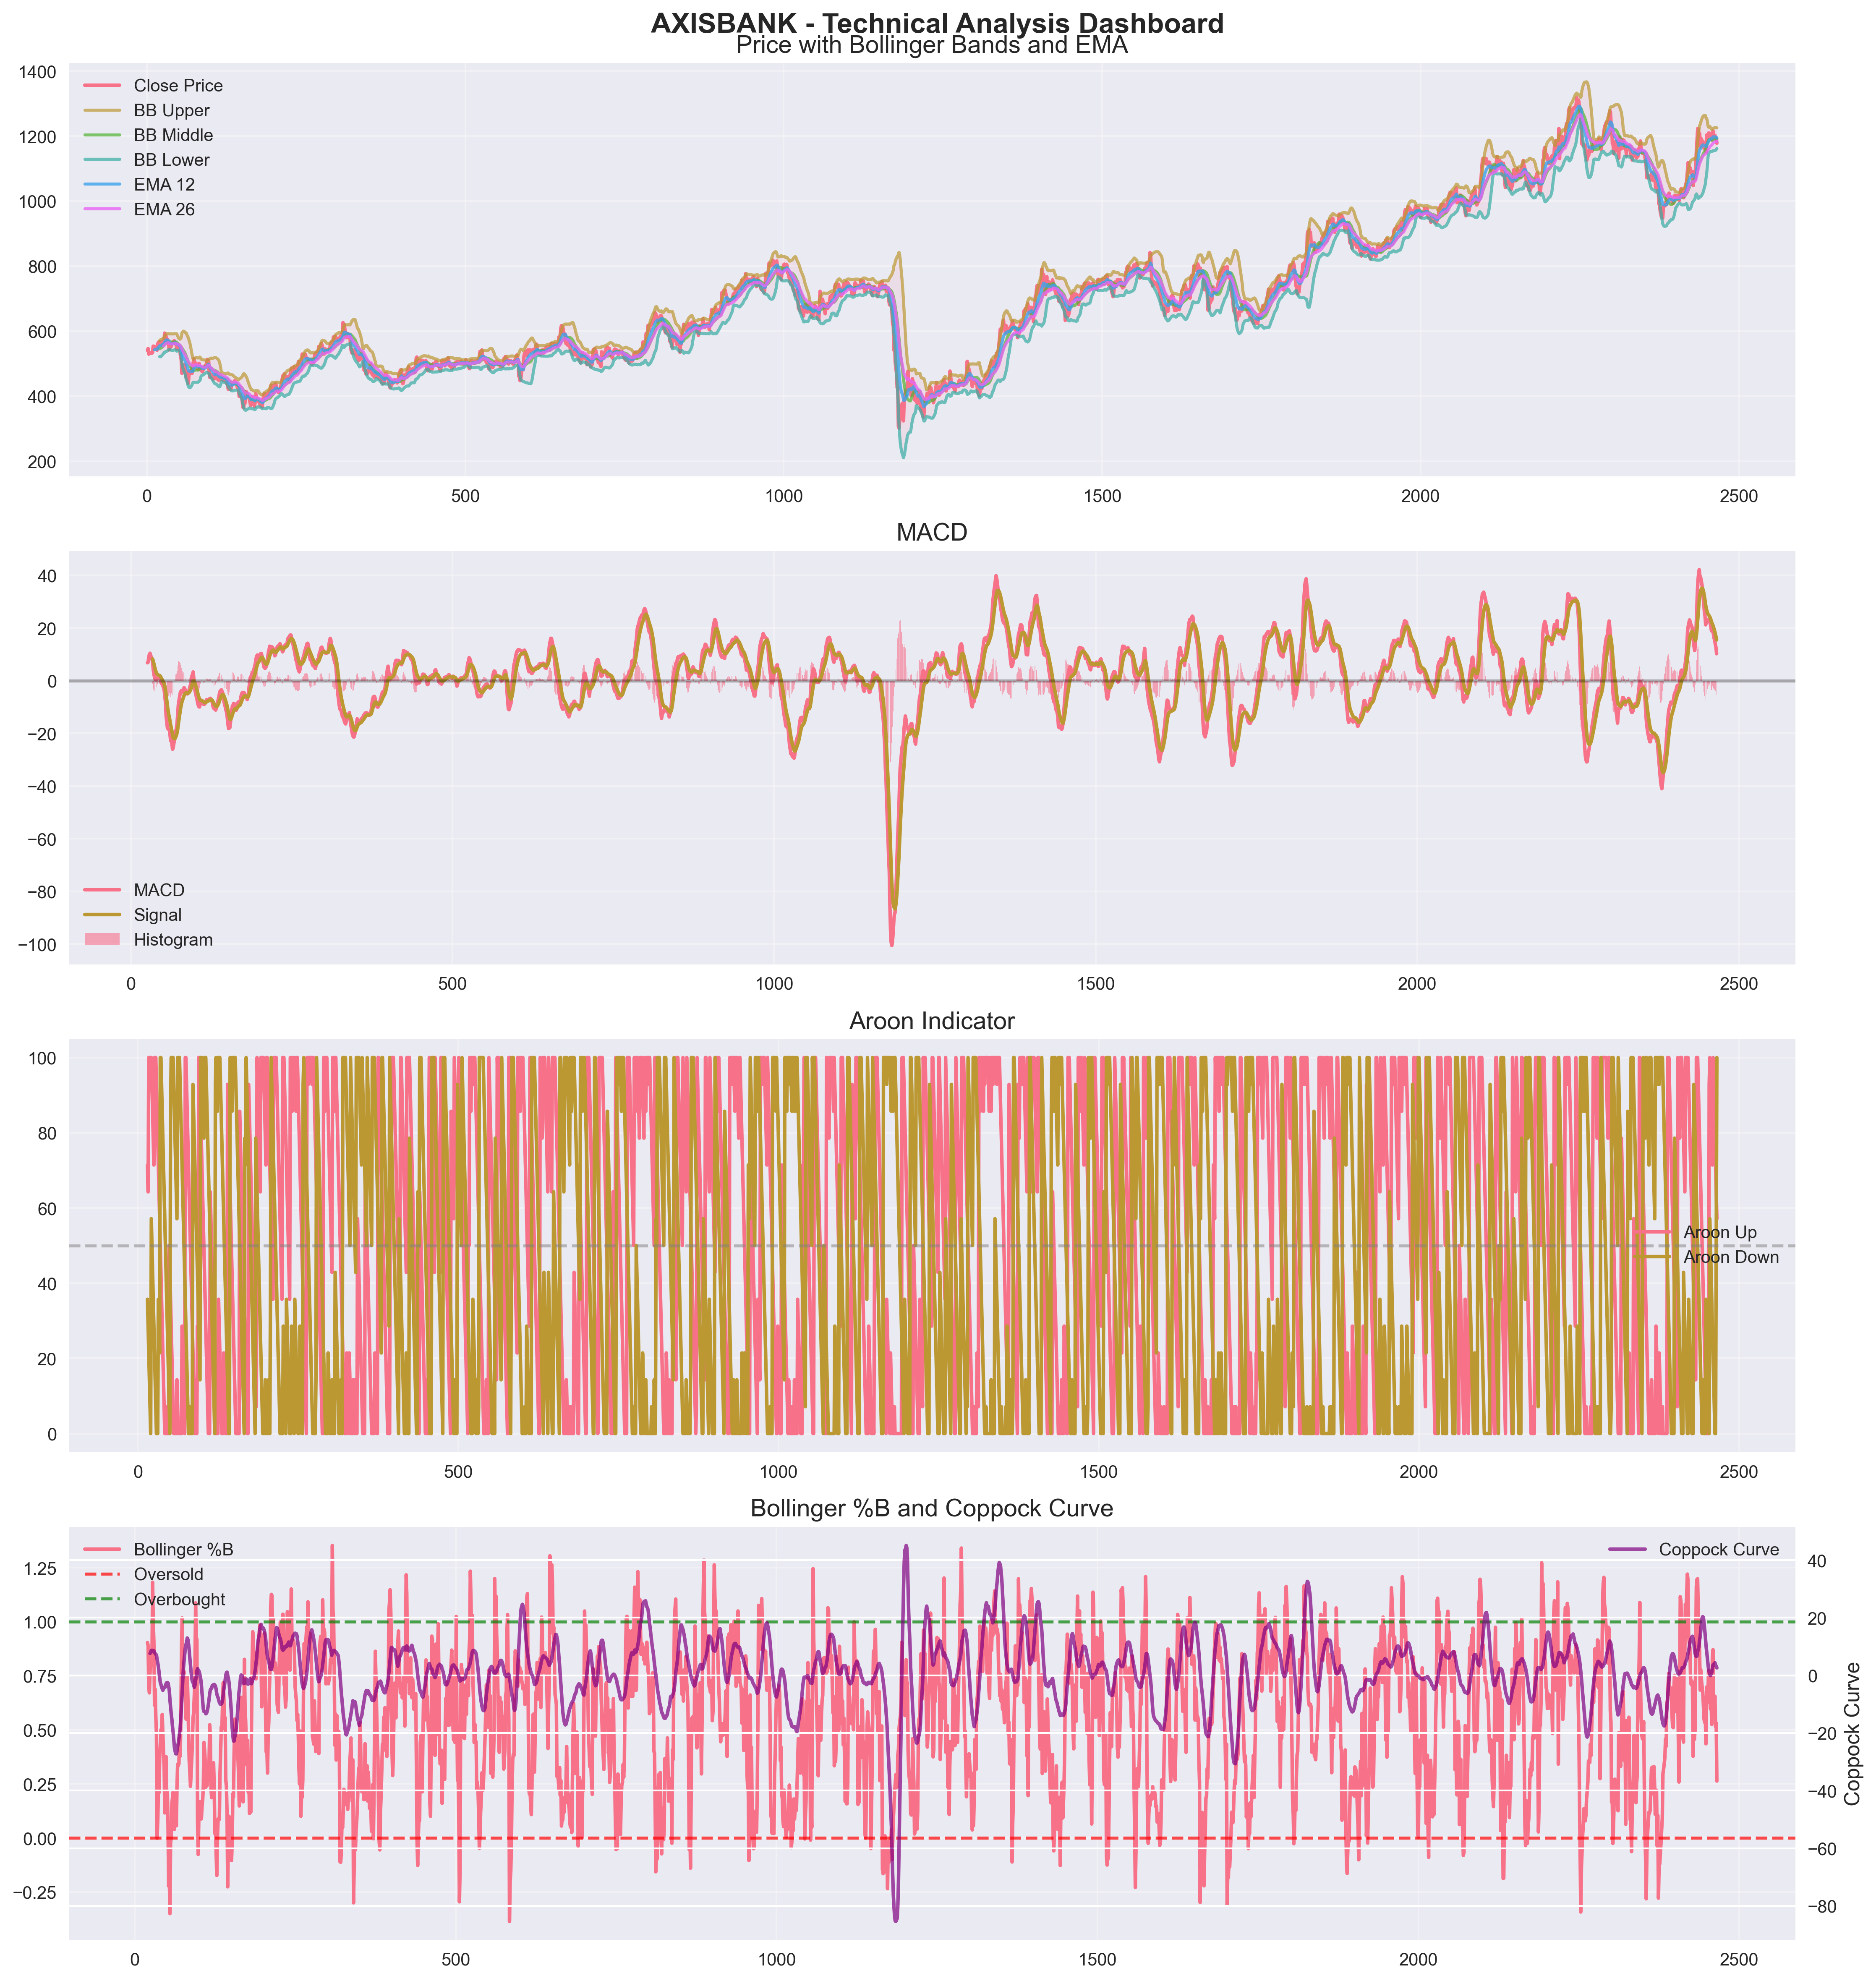 AXISBANK - Technical Analysis Dashboard
Price with Bollinger Bands and EMA
1400
1200
1000
800
600
400
200
Close Price
BB Upper
BB Middle
BB Lower
EMA 12
EMA 26
0 500 1000 1500 2000 2500
MACD
40
20
0
−20
−40
−60
−80
−100
MACD
Signal
Histogram
0 500 1000 1500 2000 2500
Aroon Indicator
100
80
60
40
20
0
Aroon Up
Aroon Down
0 500 1000 1500 2000 2500
Bollinger %B and Coppock Curve
1.25
1.00
0.75
0.50
0.25
0.00
−0.25
Bollinger %B
Oversold
Overbought
Coppock Curve
40
20
0
−20
−40
−60
−80
Coppock Curve
0 500 1000 1500 2000 2500